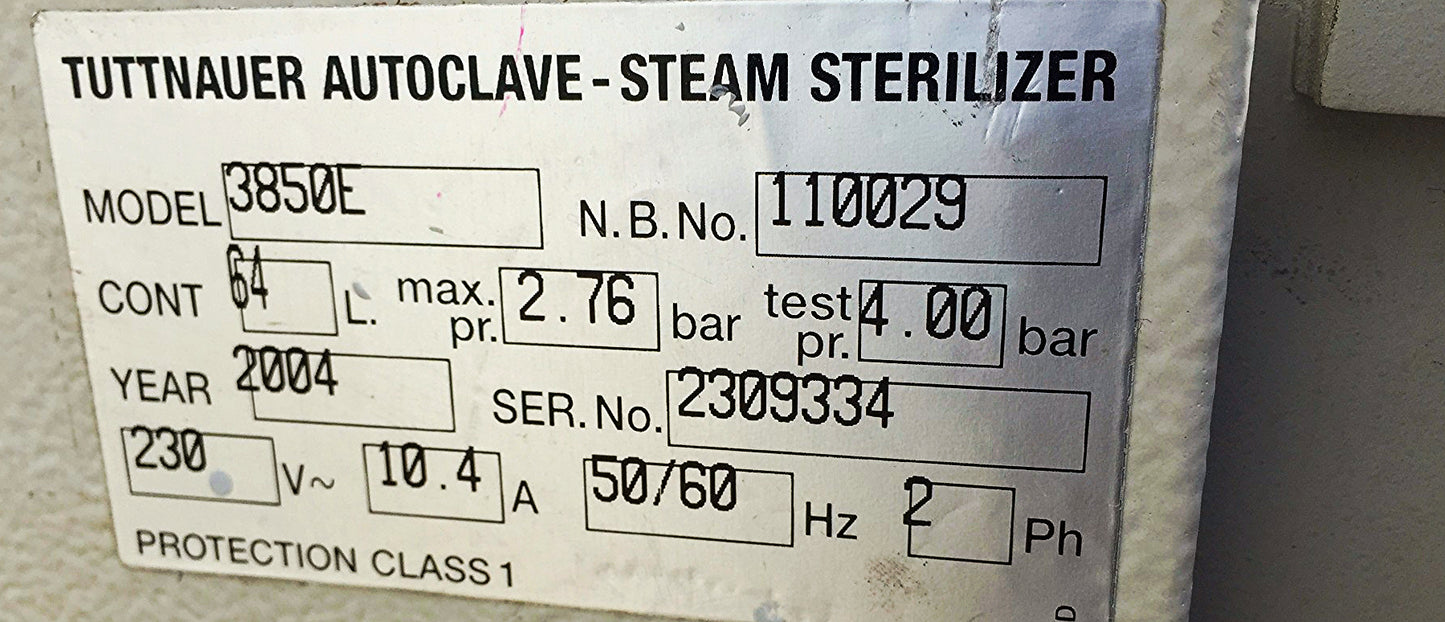 TUTTNAUER AUTOCLAVE-STEAM STERILIZER
MODEL 3850E N.B.No. 110029
CONT 64 L. max. pr. 2.76 bar test pr. 4.00 bar
YEAR 2004 SER.No. 2309334
230 V~ 10.4 A 50/60 Hz 2 Ph
PROTECTION CLASS 1